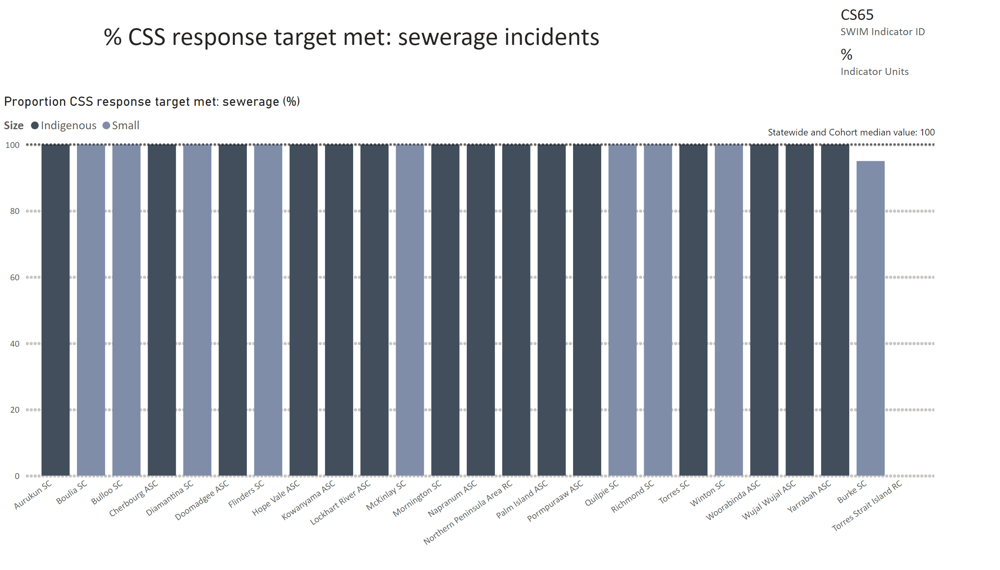 CS65
SWIM Indicator ID
% CSS response target met: sewerage incidents
%
Indicator Units
Proportion CSS response target met: sewerage (%)
Size Indigenous Small
Statewide and Cohort median value: 100
100
80
60
40
20
0
Aurukun SC
Boulia SC
Bulloo SC
Cherbourg ASC
Diamantina SC
Doomadgee ASC
Flinders SC
Hope Vale ASC
Kowanyama ASC
Lockhart River ASC
McKinlay SC
Mornington SC
Napranum ASC
Northern Peninsula Area RC
Palm Island ASC
Pormpuraaw ASC
Quilpie SC
Richmond SC
Torres SC
Winton SC
Woorabinda ASC
Wujal Wujal ASC
Yarrabah ASC
Burke SC
Torres Strait Island RC